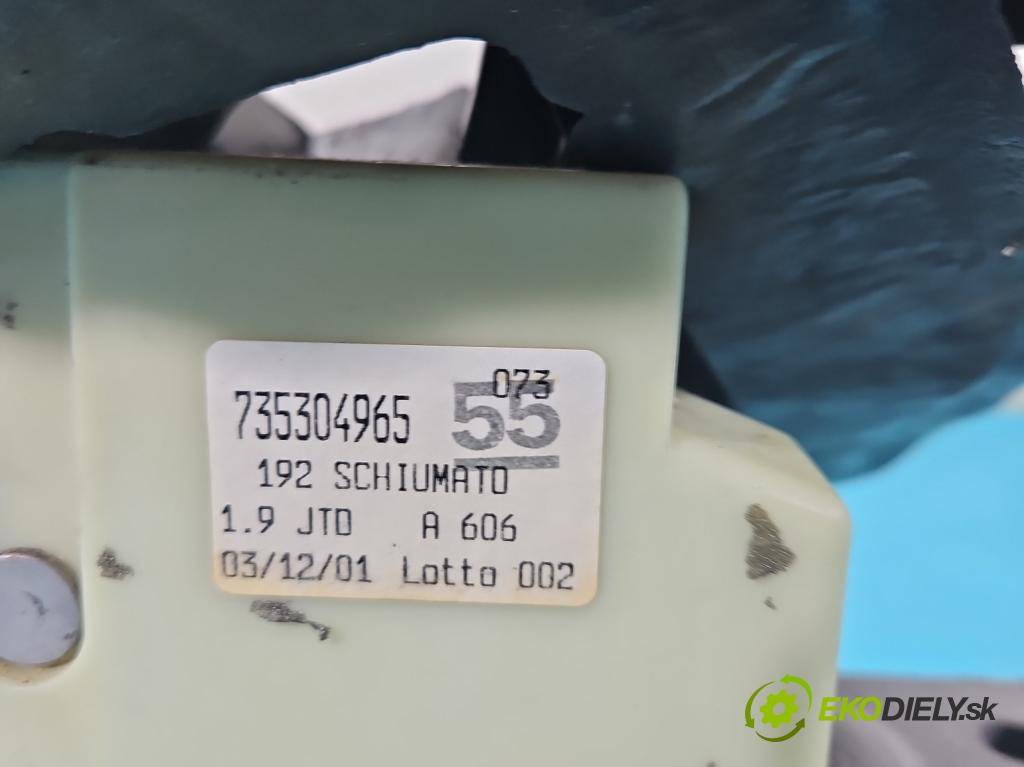 073
735304965 55
192 SCHIUMATO
1.9 JTD A 606
03/12/01 Lotto 002
EKODIELY.sk